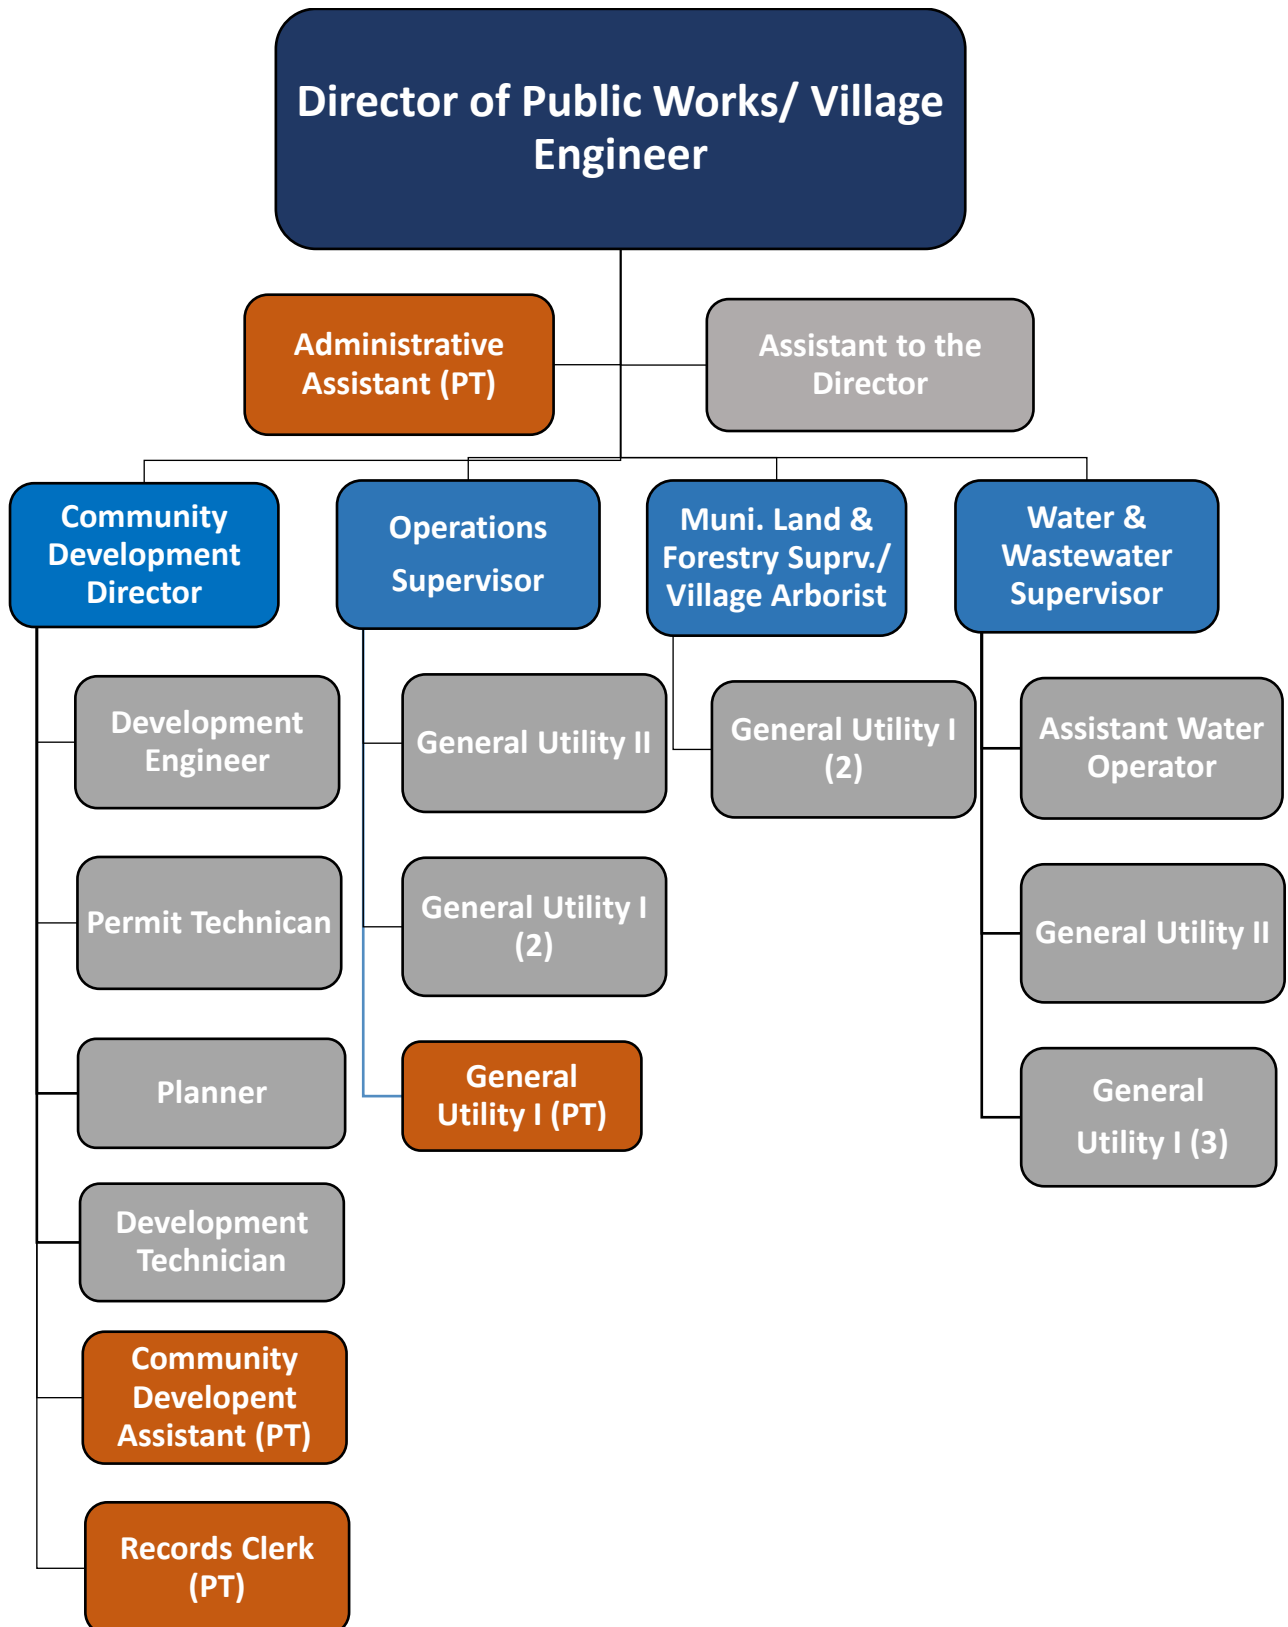 Director of Public Works/ Village
Engineer
Administrative
Assistant (PT)
Assistant to the
Director
Community
Development
Director
Operations
Supervisor
Muni. Land &
Forestry Suprv./
Village Arborist
Water &
Wastewater
Supervisor
Development
Engineer
Permit Technican
Planner
Development
Technician
Community
Developent
Assistant (PT)
Records Clerk
(PT)
General Utility II
General Utility I
(2)
General
Utility I (PT)
General Utility I
(2)
Assistant Water
Operator
General Utility II
General
Utility I (3)